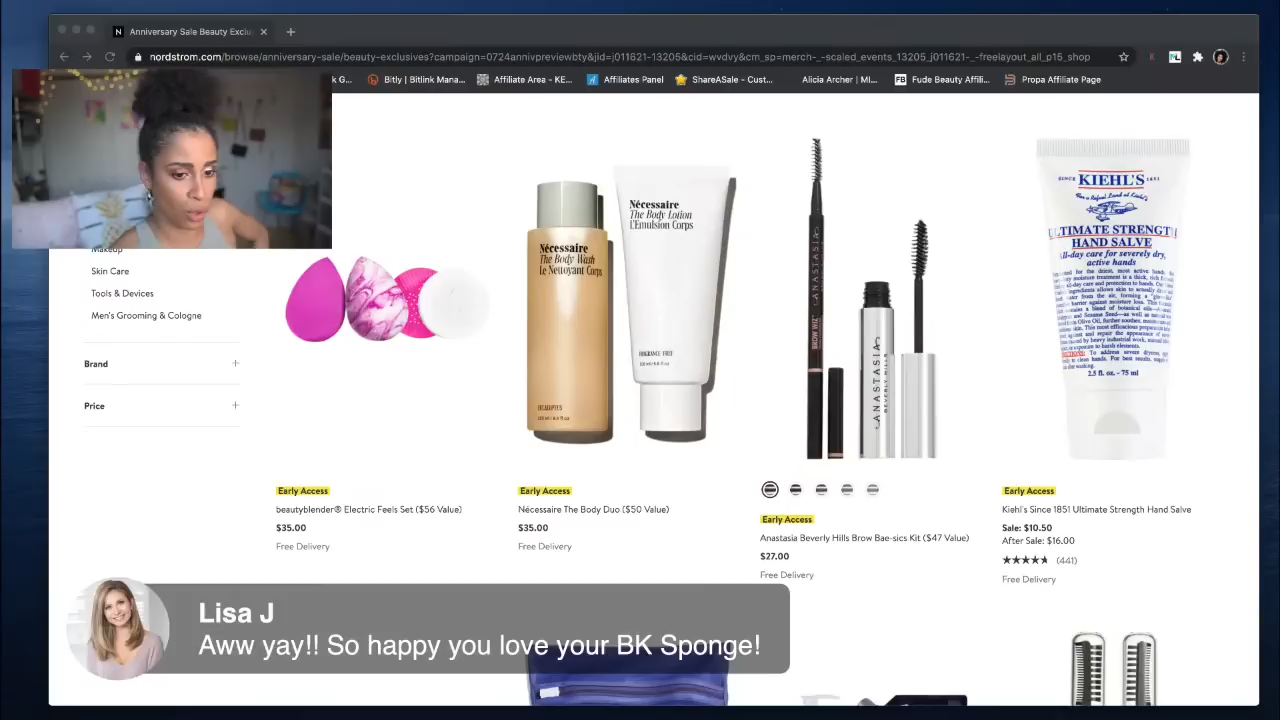 Anniversary Sale Beauty Exclu
nordstrom.com/browse/anniversary-sale/beauty-exclusives?campaign=0724annivpreviewbty&jid=j011621-13205&cid=wvdvy&cm_sp=merch-_-scaled_events_13205_j011621-_-freelayout_all_p15_shop
k G...
Bitly | Bitlink Mana...
Affiliate Area - KE...
Affiliates Panel
ShareASale - Cust...
Alicia Archer | MI...
FB
Fude Beauty Affili...
Propa Affiliate Page
Makeup
Skin Care
Tools & Devices
Men's Grooming & Cologne
Brand
Price
Nécessaire
The Body Wash
Le Nettoyant Corps
EUCALYPTUS
Nécessaire
The Body Lotion
L'Emulsion Corps
FRAGRANCE FREE
BROW WIZ
ANASTASIA
ANASTASIA
BEVERLY HILLS
SINCE KIEHL'S 1851
ULTIMATE STRENGTH
HAND SALVE
All-day care for severely dry,
active hands
2.5 fl. oz. - 75 ml
Early Access
beautyblender® Electric Feels Set ($56 Value)
$35.00
Free Delivery
Early Access
Nécessaire The Body Duo ($50 Value)
$35.00
Free Delivery
Early Access
Anastasia Beverly Hills Brow Bae-sics Kit ($47 Value)
$27.00
Free Delivery
Early Access
Kiehl's Since 1851 Ultimate Strength Hand Salve
Sale: $10.50
After Sale: $16.00
(441)
Free Delivery
Lisa J
Aww yay!! So happy you love your BK Sponge!